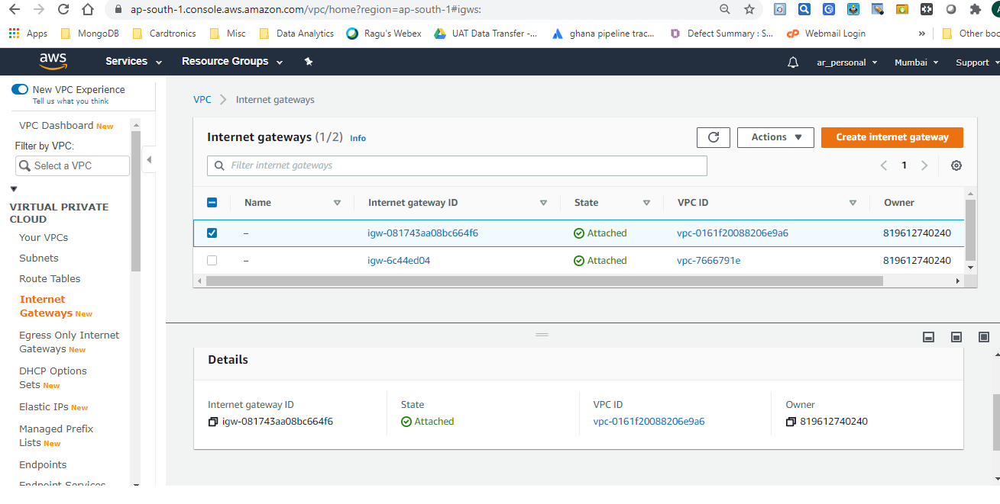 ap-south-1.console.aws.amazon.com/vpc/home?region=ap-south-1#igws:
Apps MongoDB Cardtronics Misc Data Analytics Ragu's Webex UAT Data Transfer -... ghana pipeline trac... Defect Summary : S... Webmail Login » Other boo
aws Services Resource Groups ar_personal Mumbai Support
New VPC Experience
Tell us what you think
VPC Dashboard New
Filter by VPC:
Select a VPC
VIRTUAL PRIVATE
CLOUD
Your VPCs
Subnets
Route Tables
Internet
Gateways New
Egress Only Internet
Gateways New
DHCP Options
Sets New
Elastic IPs New
Managed Prefix
Lists New
Endpoints
Endpoint Services
VPC > Internet gateways
Internet gateways (1/2) Info Actions Create internet gateway
Filter internet gateways 1
Name Internet gateway ID State VPC ID Owner
– igw-081743aa08bc664f6 Attached vpc-0161f20088206e9a6 819612740240
– igw-6c44ed04 Attached vpc-7666791e 819612740240
Details
Internet gateway ID State VPC ID Owner
igw-081743aa08bc664f6 Attached vpc-0161f20088206e9a6 819612740240